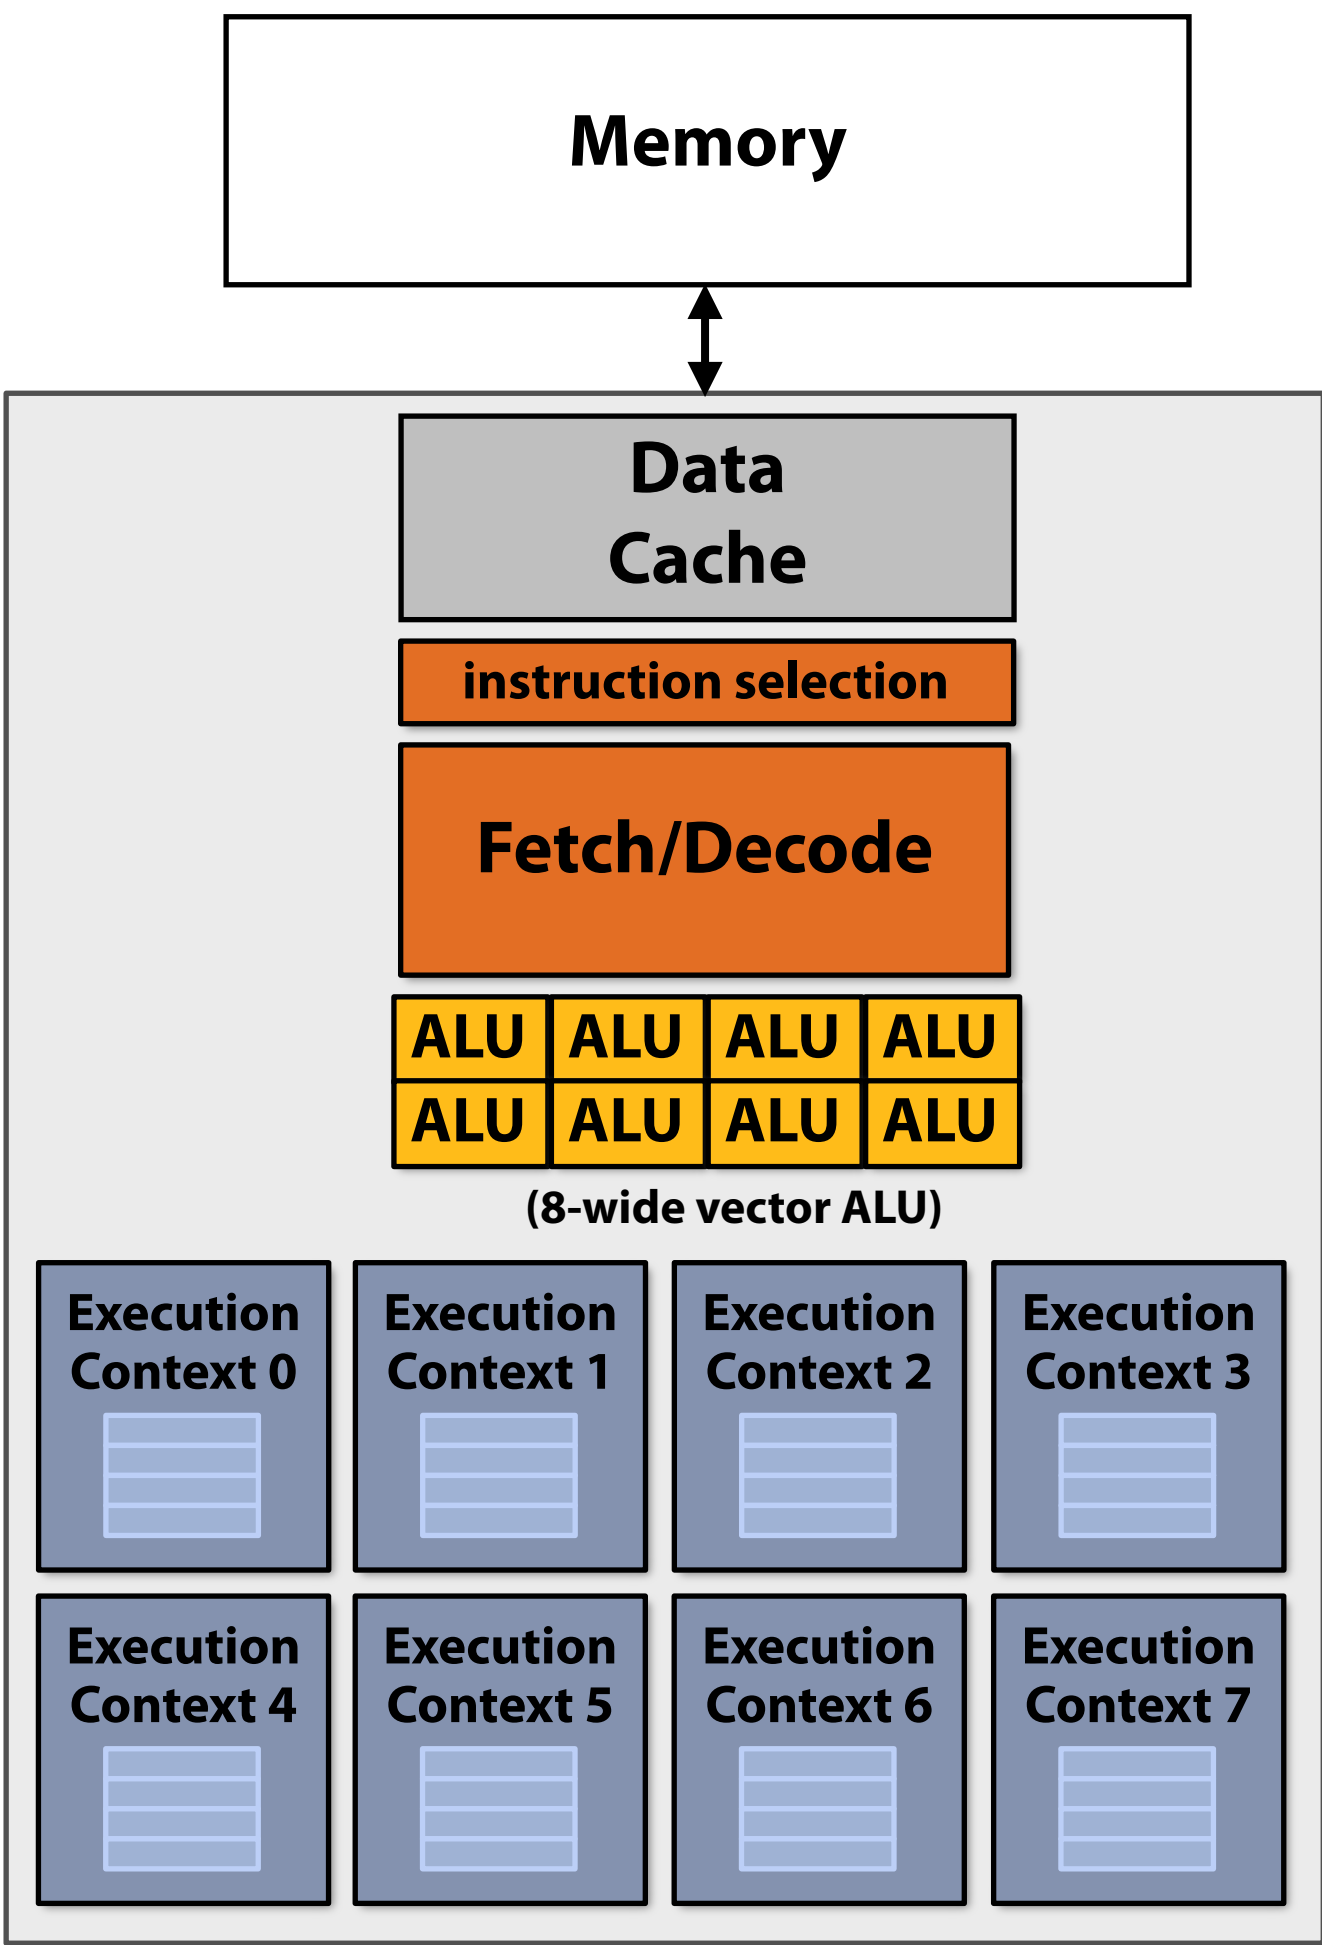 Memory
Data
Cache
instruction selection
Fetch/Decode
ALU ALU ALU ALU
ALU ALU ALU ALU
(8-wide vector ALU)
Execution
Context 0
Execution
Context 1
Execution
Context 2
Execution
Context 3
Execution
Context 4
Execution
Context 5
Execution
Context 6
Execution
Context 7